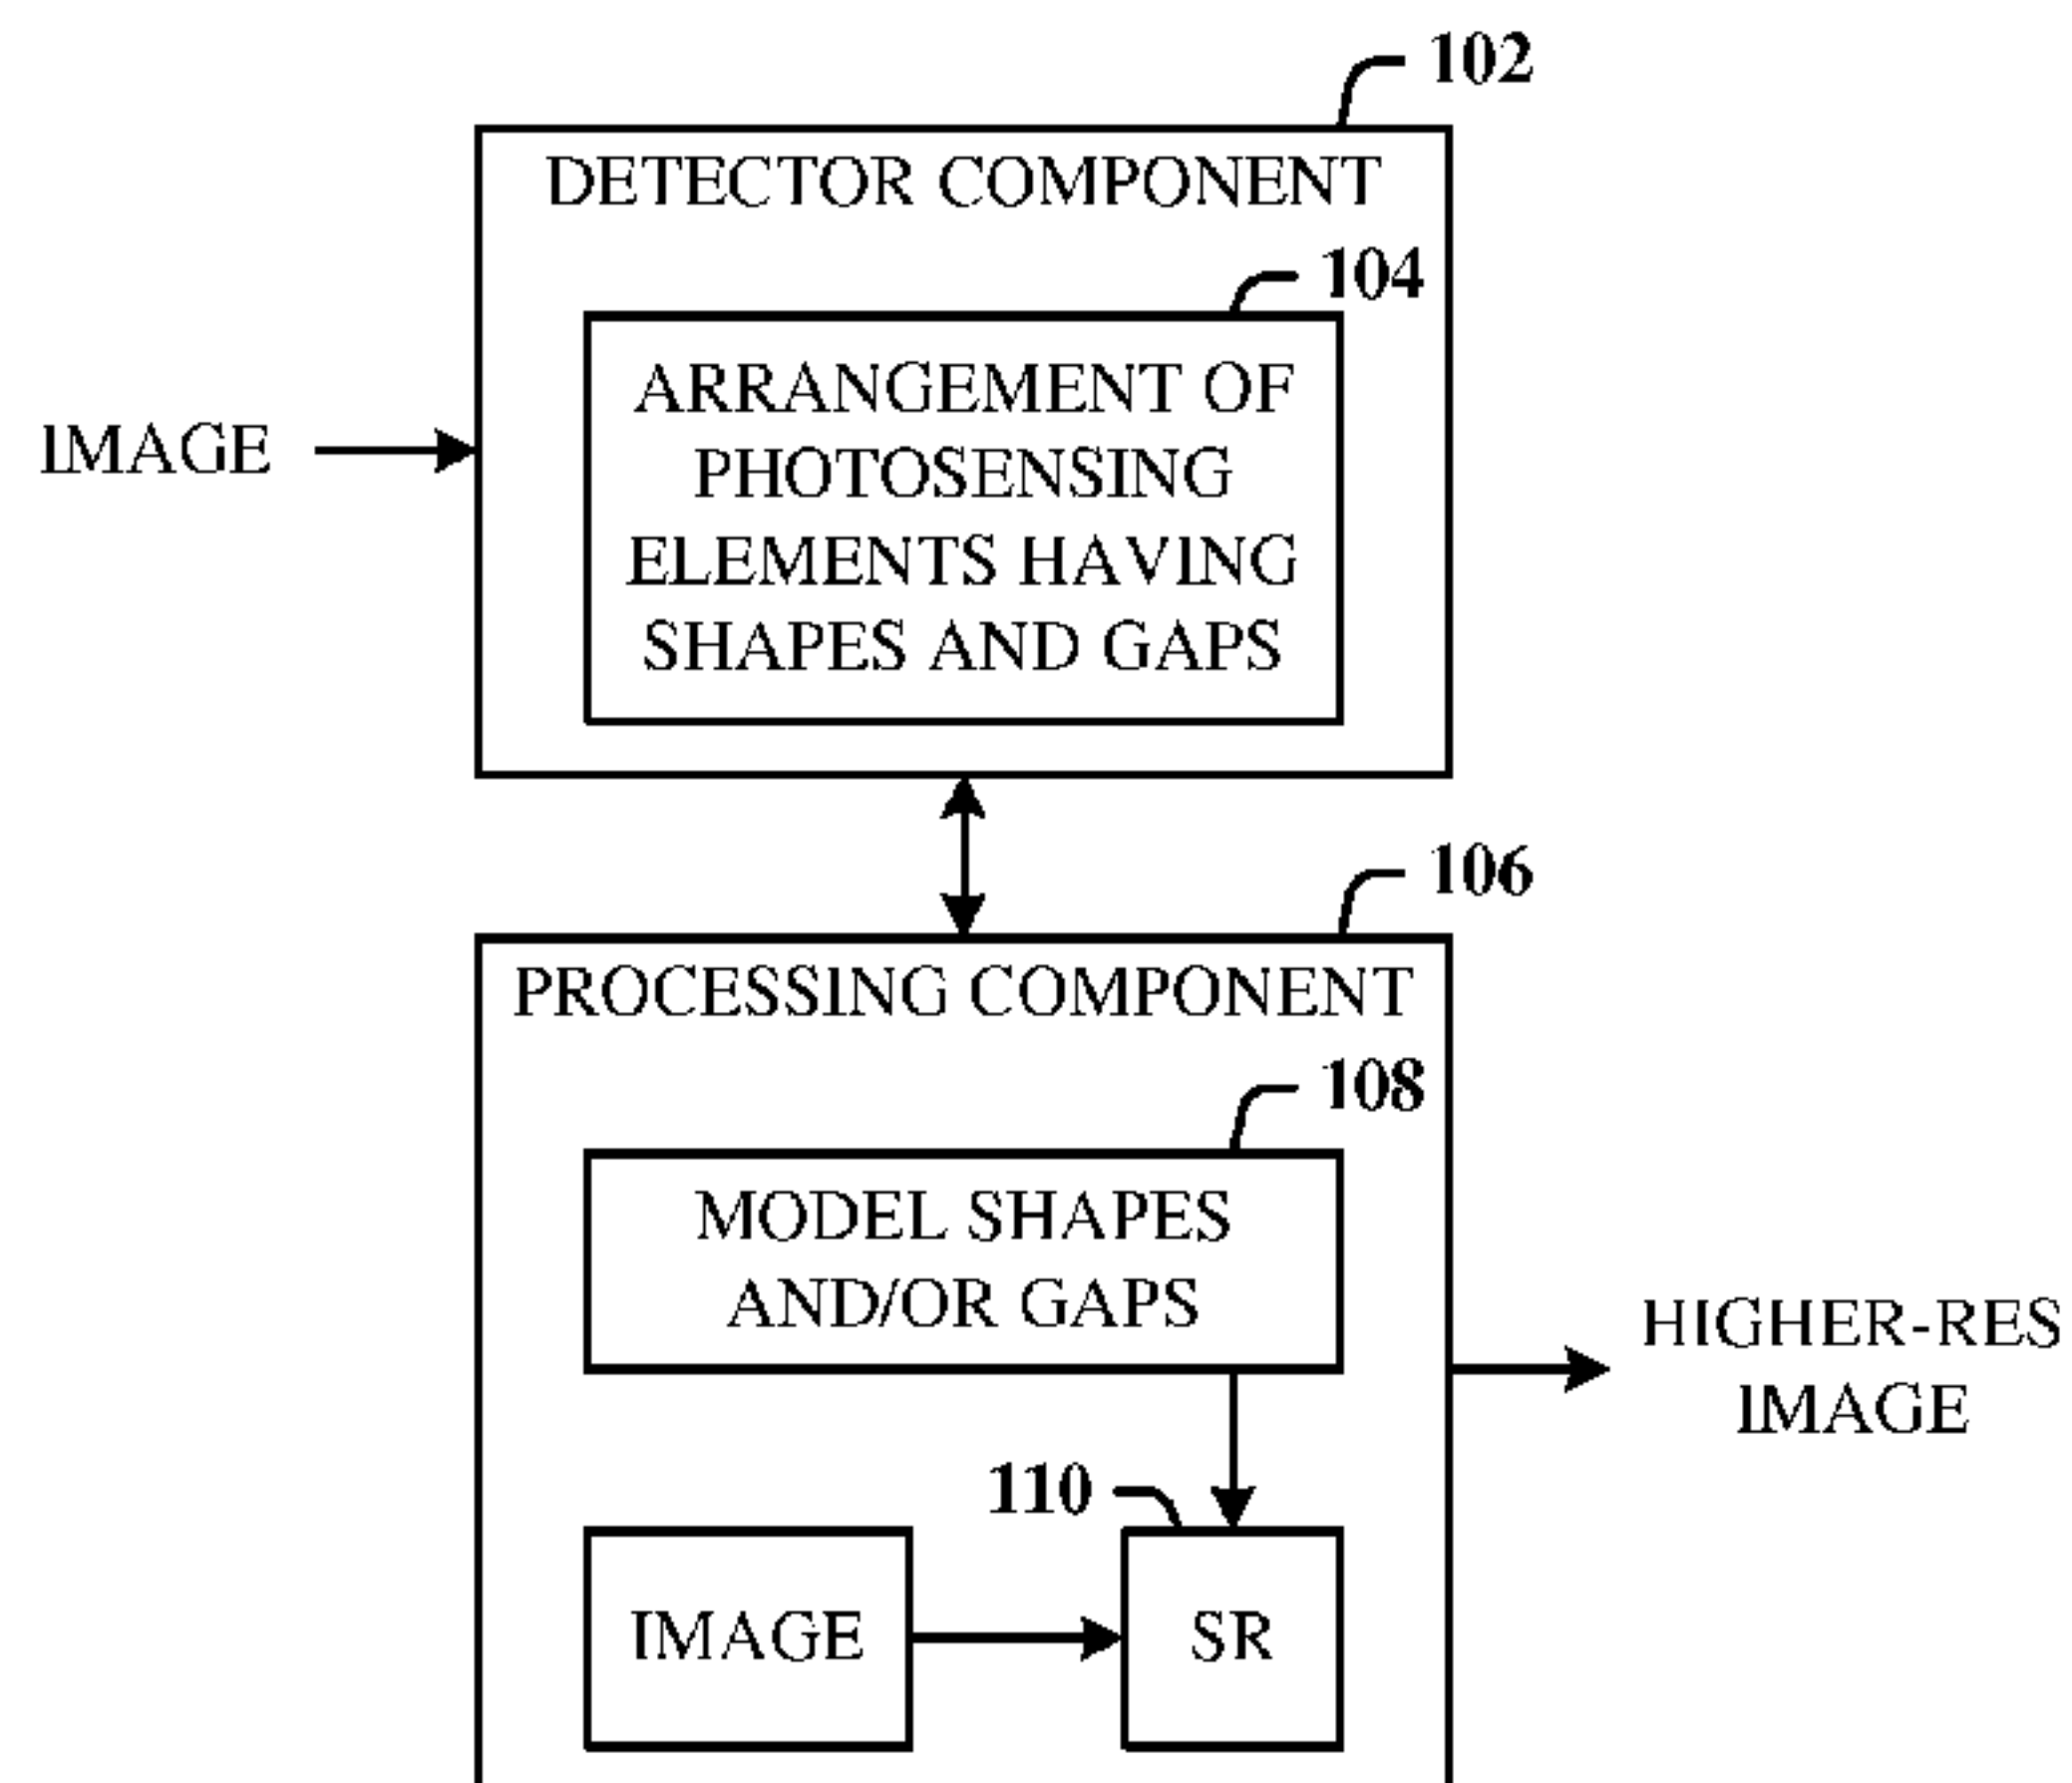 102
DETECTOR COMPONENT
104
ARRANGEMENT OF
PHOTOSENSING
ELEMENTS HAVING
SHAPES AND GAPS
IMAGE
106
PROCESSING COMPONENT
108
MODEL SHAPES
AND/OR GAPS
HIGHER-RES
IMAGE
110
IMAGE
SR